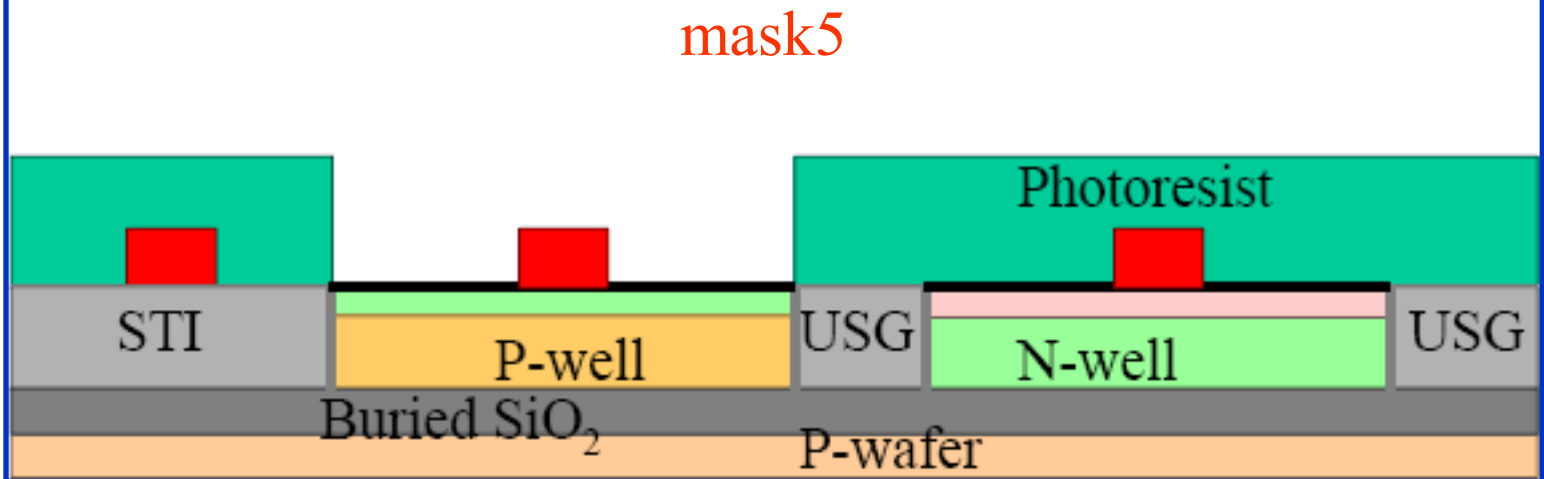 mask5
Photoresist
STI
P-well
USG
N-well
USG
Buried SiO₂
P-wafer